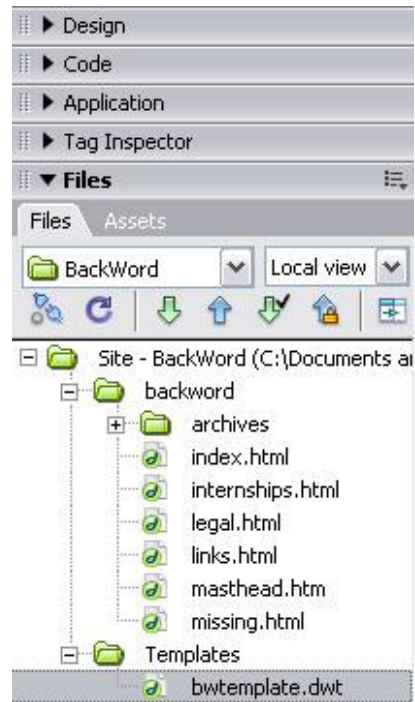 Design
Code
Application
Tag Inspector
Files
Files Assets
BackWord Local view
Site - BackWord (C:\Documents ar
backword
archives
index.html
internships.html
legal.html
links.html
masthead.htm
missing.html
Templates
bwtemplate.dwt